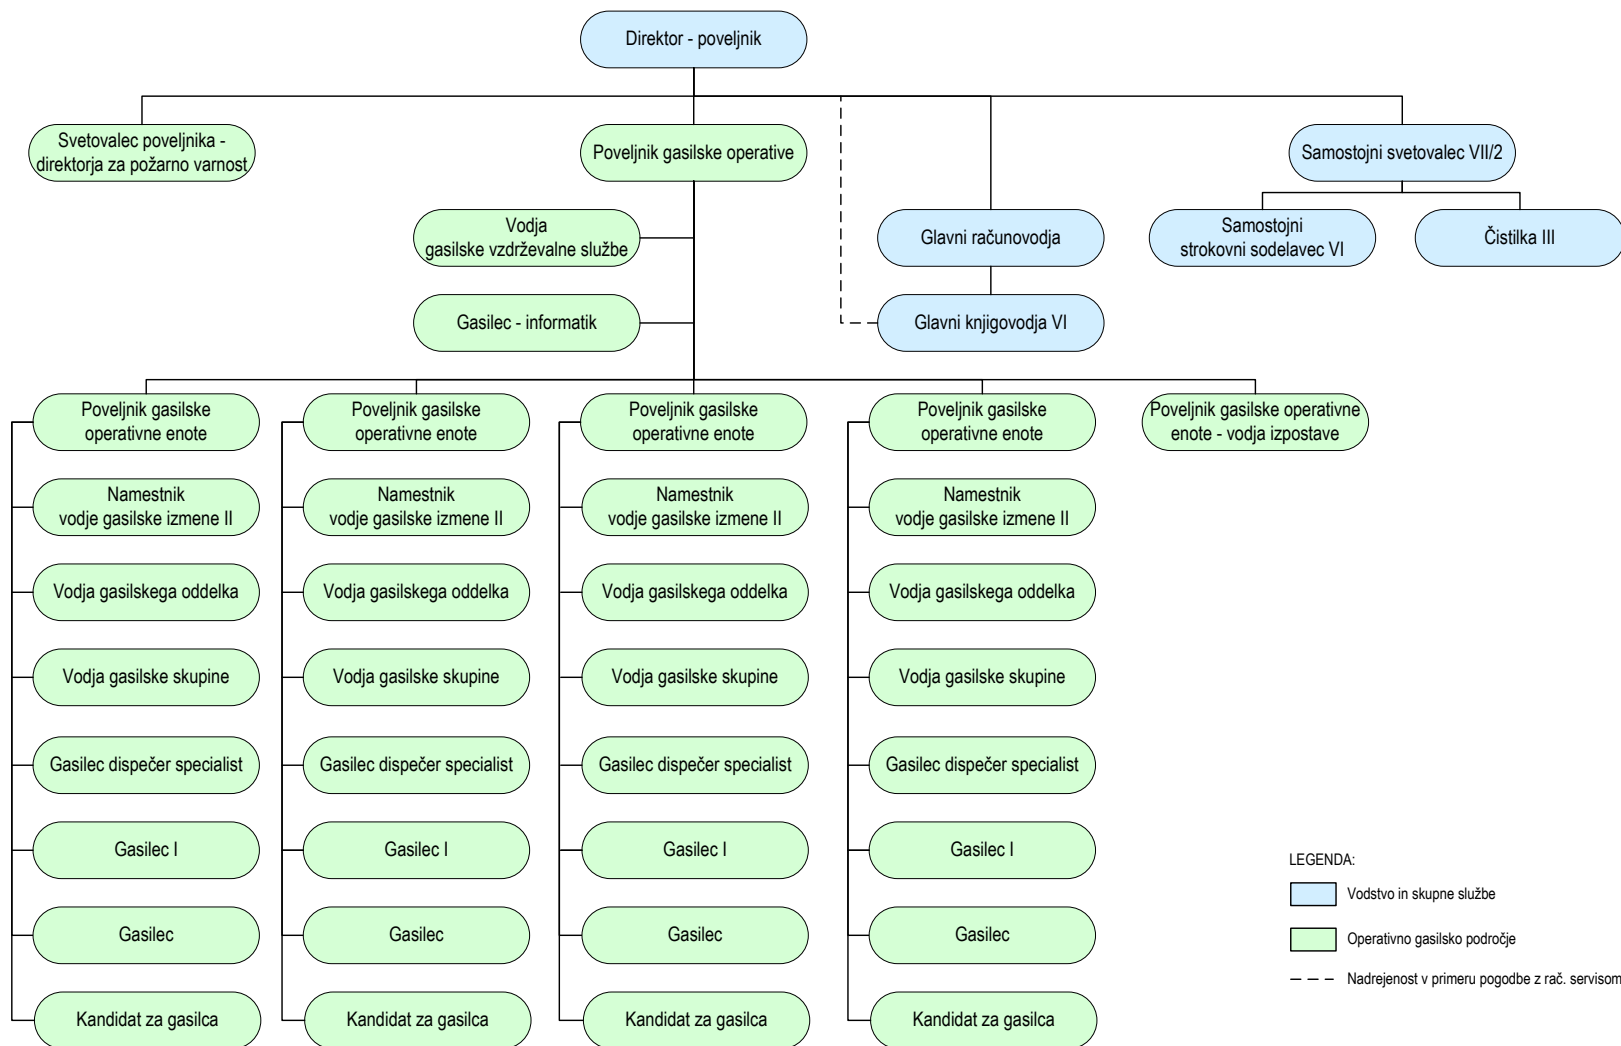 Direktor - poveljnik
Svetovalec poveljnika -
direktorja za požarno varnost
Poveljnik gasilske operative
Samostojni svetovalec VII/2
Vodja
gasilske vzdrževalne službe
Glavni računovodja
Samostojni
strokovni sodelavec VI
Čistilka III
Gasilec - informatik
Glavni knjigovodja VI
Poveljnik gasilske
operativne enote
Poveljnik gasilske
operativne enote
Poveljnik gasilske
operativne enote
Poveljnik gasilske
operativne enote
Poveljnik gasilske operativne
enote - vodja izpostave
Namestnik
vodje gasilske izmene II
Namestnik
vodje gasilske izmene II
Namestnik
vodje gasilske izmene II
Namestnik
vodje gasilske izmene II
Vodja gasilskega oddelka
Vodja gasilskega oddelka
Vodja gasilskega oddelka
Vodja gasilskega oddelka
Vodja gasilske skupine
Vodja gasilske skupine
Vodja gasilske skupine
Vodja gasilske skupine
Gasilec dispečer specialist
Gasilec dispečer specialist
Gasilec dispečer specialist
Gasilec dispečer specialist
Gasilec I
Gasilec I
Gasilec I
Gasilec I
Gasilec
Gasilec
Gasilec
Gasilec
Kandidat za gasilca
Kandidat za gasilca
Kandidat za gasilca
Kandidat za gasilca
LEGENDA:
Vodstvo in skupne službe
Operativno gasilsko področje
Nadrejenost v primeru pogodbe z rač. servisom